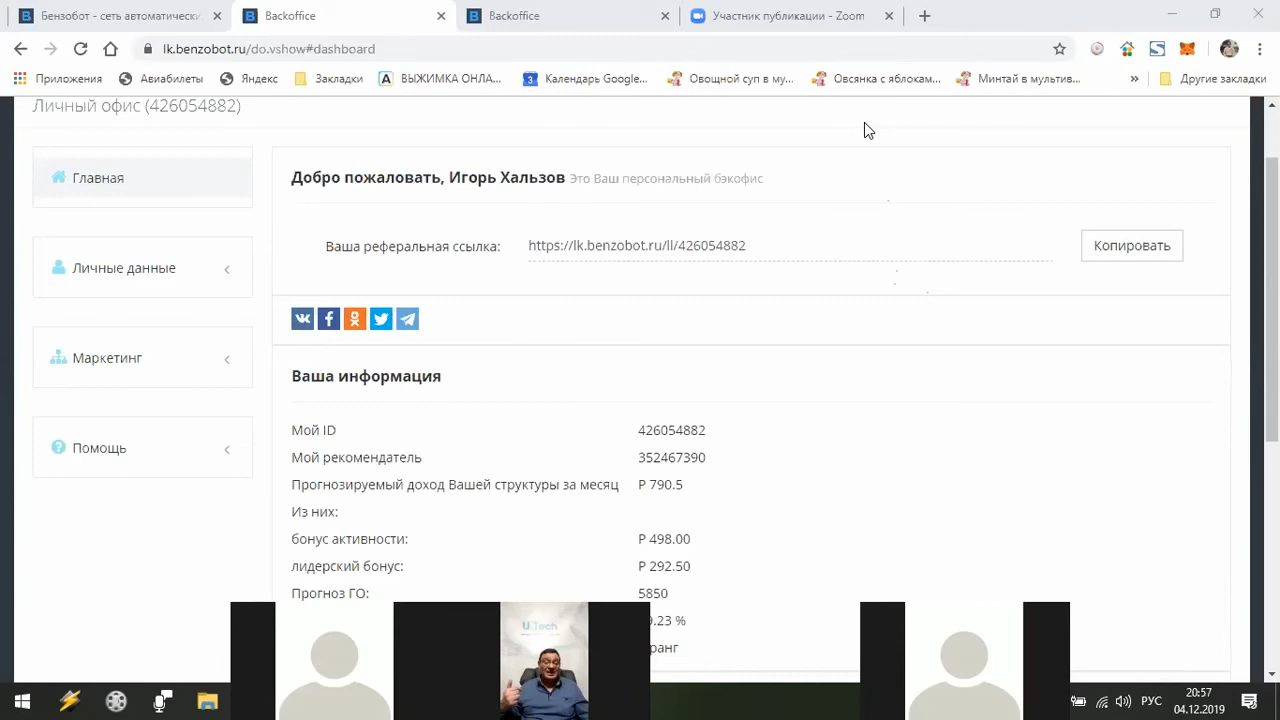 Бензобот - сеть автоматически
Backoffice
Backoffice
Участник публикации - Zoom
lk.benzobot.ru/do.vshow#dashboard
Приложения
Авиабилеты
Яндекс
Закладки
ВЫЖИМКА ОНЛА...
Календарь Google...
Овощной суп в му...
Овсянка с яблокам...
Минтай в мультив...
»
Другие закладки
Личный офис (426054882)
Главная
Личные данные
Маркетинг
Помощь
Добро пожаловать, Игорь Хальзов Это Ваш персональный бэкофис
Ваша реферальная ссылка: https://lk.benzobot.ru/ll/426054882 Копировать
Ваша информация
Мой ID 426054882
Мой рекомендатель 352467390
Прогнозируемый доход Вашей структуры за месяц Р 790.5
Из них:
бонус активности: Р 498.00
лидерский бонус: Р 292.50
Прогноз ГО: 5850
.23 %
ранг
РУС
20:57
04.12.2019